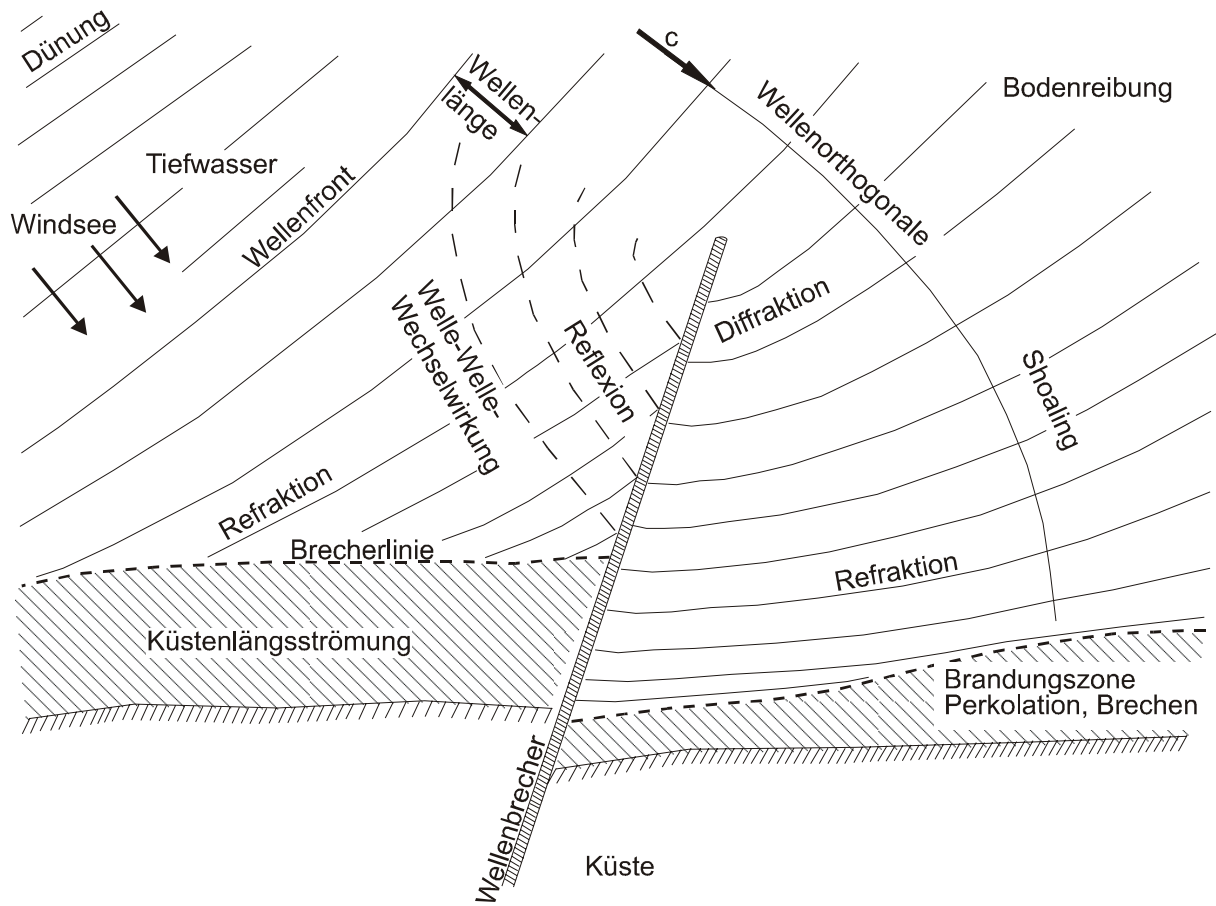 Dünung
c
Wellen-
länge
Wellenorthogonale
Bodenreibung
Tiefwasser
Windsee
Wellenfront
Welle-Welle-
Wechselwirkung
Reflexion
Diffraktion
Shoaling
Refraktion
Brecherlinie
Refraktion
Küstenlängsströmung
Brandungszone
Perkolation, Brechen
Wellenbrecher
Küste